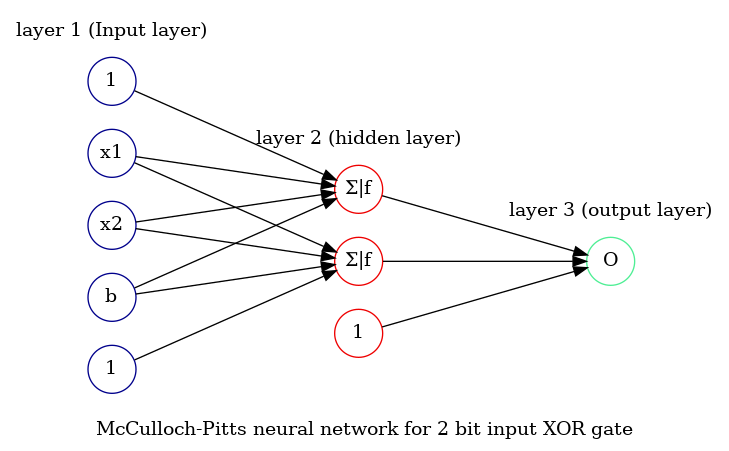 layer 1 (Input layer)
1
layer 2 (hidden layer)
x1
Σ|f
layer 3 (output layer)
x2
Σ|f
O
b
1
1
McCulloch-Pitts neural network for 2 bit input XOR gate